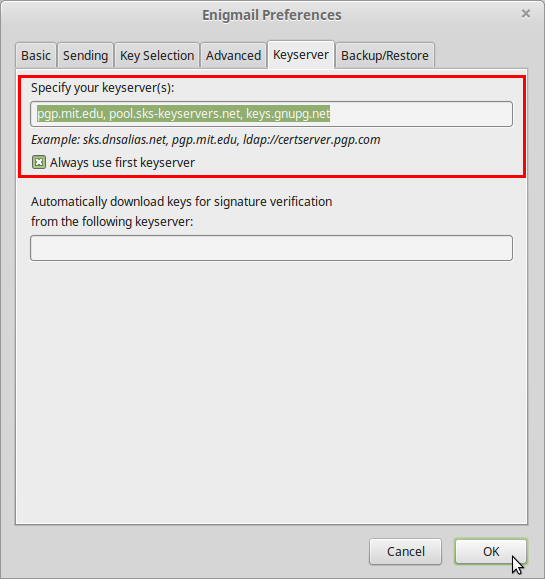 Enigmail Preferences
Basic Sending Key Selection Advanced Keyserver Backup/Restore
Specify your keyserver(s):
pgp.mit.edu, pool.sks-keyservers.net, keys.gnupg.net
Example: sks.dnsalias.net, pgp.mit.edu, ldap://certserver.pgp.com
Always use first keyserver
Automatically download keys for signature verification
from the following keyserver:
Cancel OK